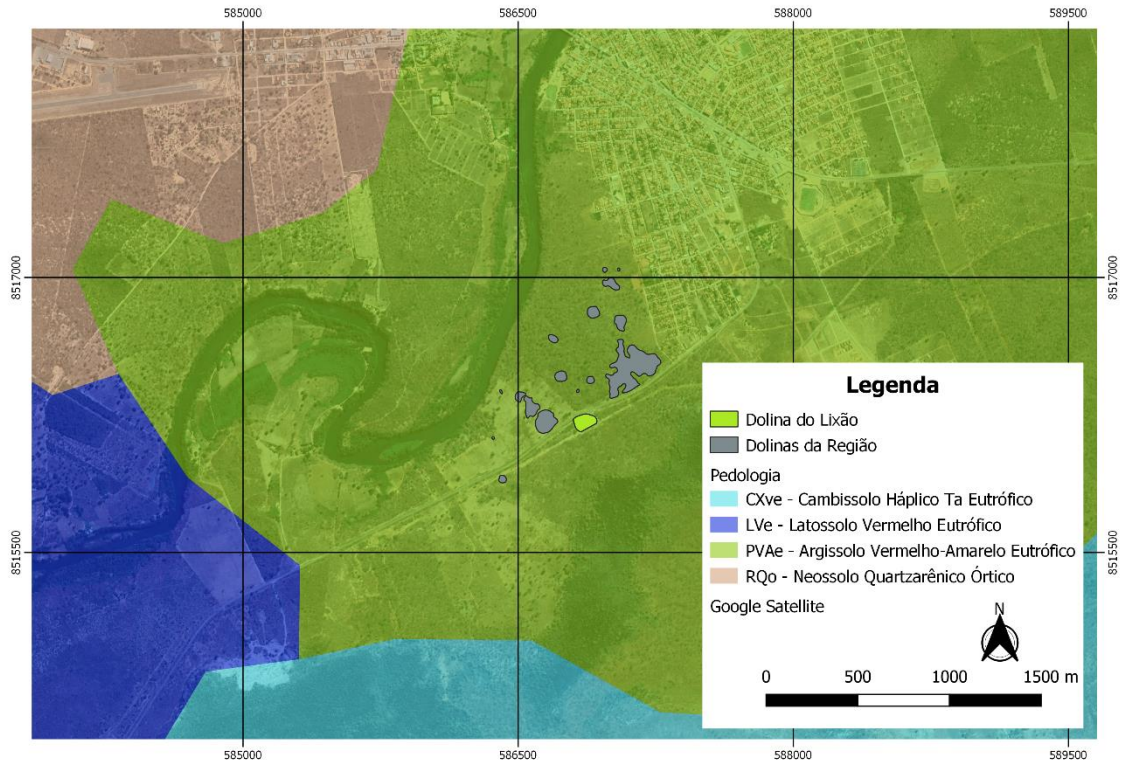 585000 586500 588000 589500
8517000 8517000
Legenda
Dolina do Lixão
Dolinas da Região
Pedologia
CXve - Cambissolo Háplico Ta Eutrófico
LVe - Latossolo Vermelho Eutrófico
PVAe - Argissolo Vermelho-Amarelo Eutrófico
8515500 8515500
RQo - Neossolo Quartzarênico Órtico
Google Satellite
N
0 500 1000 1500 m
585000 586500 588000 589500